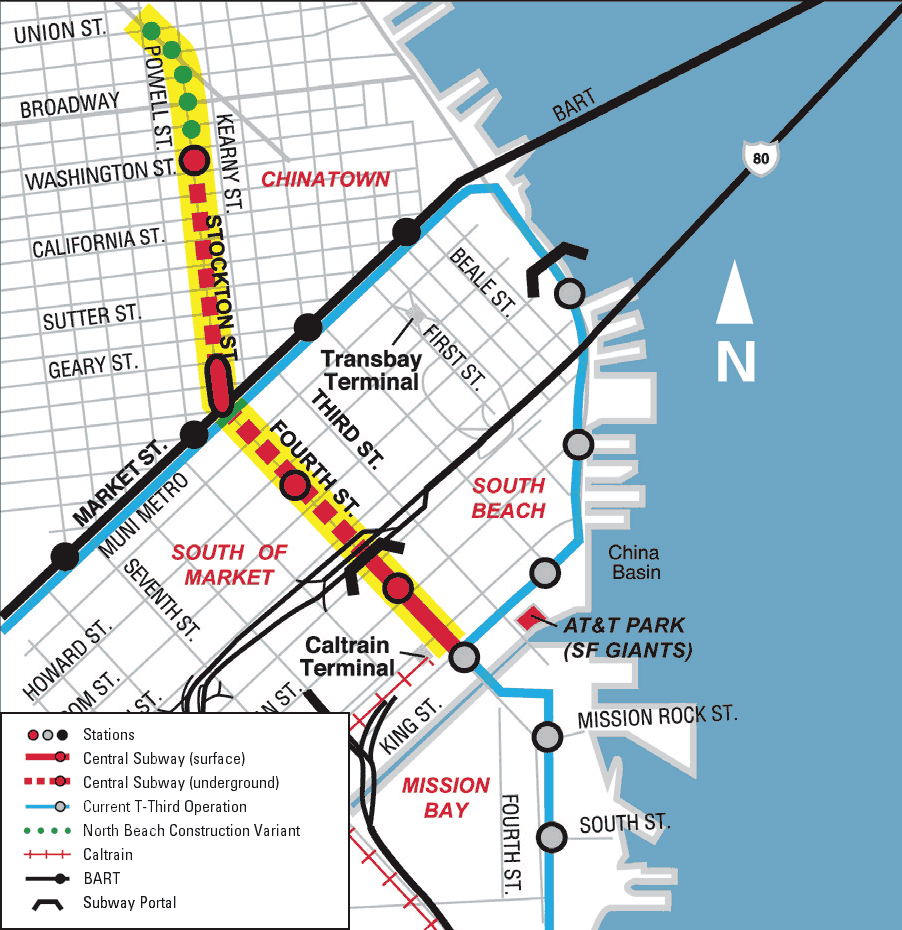 UNION ST.
POWELL ST.
BROADWAY
KEARNY ST.
WASHINGTON ST.
CHINATOWN
BART
80
CALIFORNIA ST.
STOCKTON ST.
SUTTER ST.
GEARY ST.
BEALE ST.
FIRST ST.
Transbay
Terminal
N
THIRD ST.
FOURTH ST.
MARKET ST.
MUNI METRO
SOUTH
BEACH
SOUTH OF
MARKET
SEVENTH ST.
China
Basin
HOWARD ST.
AT&T PARK
(SF GIANTS)
Caltrain
Terminal
OM ST.
ST.
N ST.
KING ST.
MISSION ROCK ST.
MISSION
BAY
FOURTH ST.
SOUTH ST.
Stations
Central Subway (surface)
Central Subway (underground)
Current T-Third Operation
North Beach Construction Variant
Caltrain
BART
Subway Portal